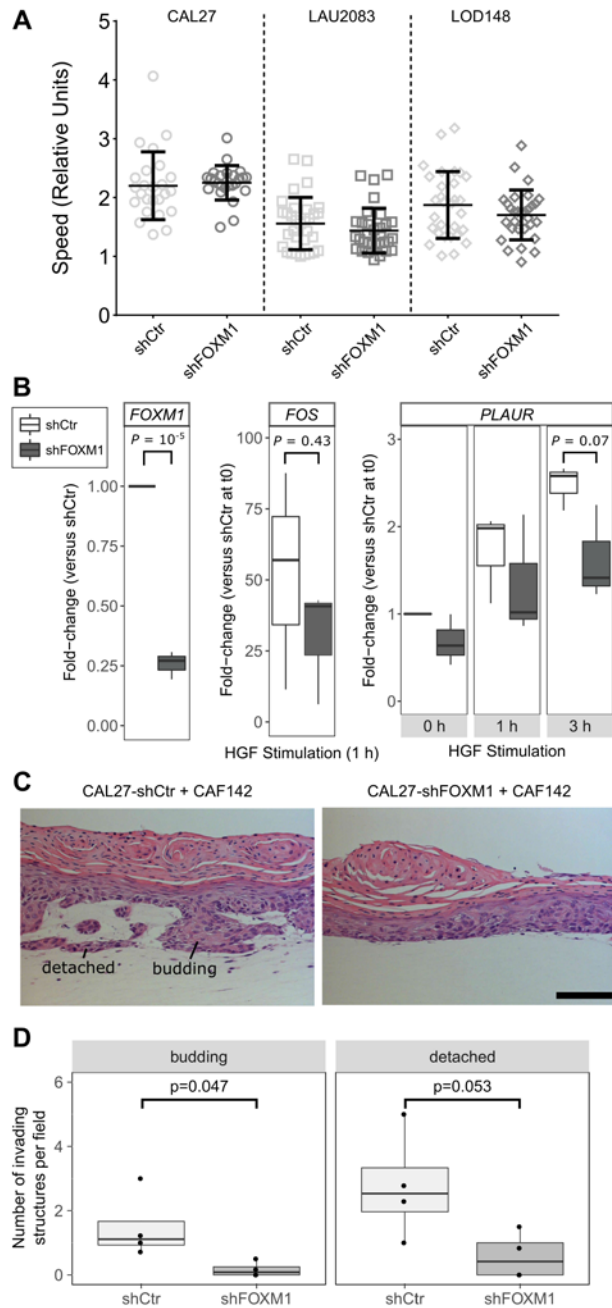 A
CAL27 LAU2083 LOD148
Speed (Relative Units)
5
4
3
2
1
0
shCtr shFOXM1 shCtr shFOXM1 shCtr shFOXM1
B
shCtr
shFOXM1
FOXM1
P = 10-5
Fold-change (versus shCtr)
1.00
0.75
0.50
0.25
0.00
FOS
P = 0.43
Fold-change (versus shCtr at t0)
100
75
50
25
0
HGF Stimulation (1 h)
PLAUR
P = 0.07
Fold-change (versus shCtr at t0)
3
2
1
0
0 h 1 h 3 h
HGF Stimulation
C
CAL27-shCtr + CAF142 CAL27-shFOXM1 + CAF142
detached budding
D
budding detached
p=0.047 p=0.053
Number of invading
structures per field
6
4
2
0
shCtr shFOXM1 shCtr shFOXM1